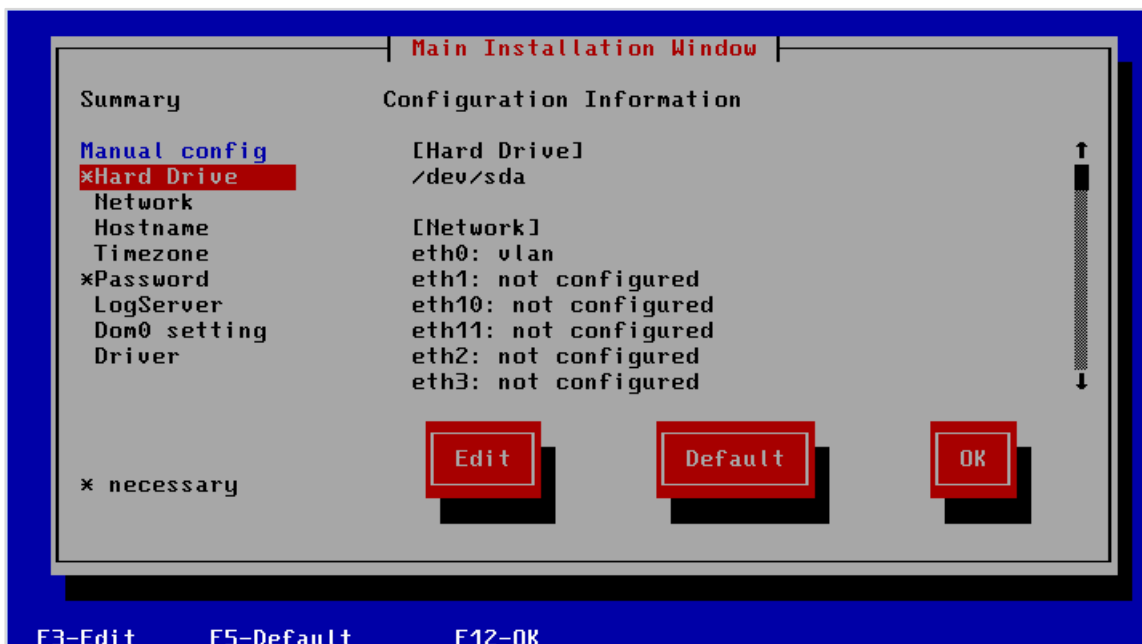 Main Installation Window
Summary Configuration Information
Manual config [Hard Drive]
*Hard Drive /dev/sda
Network
Hostname [Network]
Timezone eth0: vlan
*Password eth1: not configured
LogServer eth10: not configured
Dom0 setting eth11: not configured
Driver eth2: not configured
eth3: not configured
Edit Default OK
* necessary
F3-Edit F5-Default F12-OK